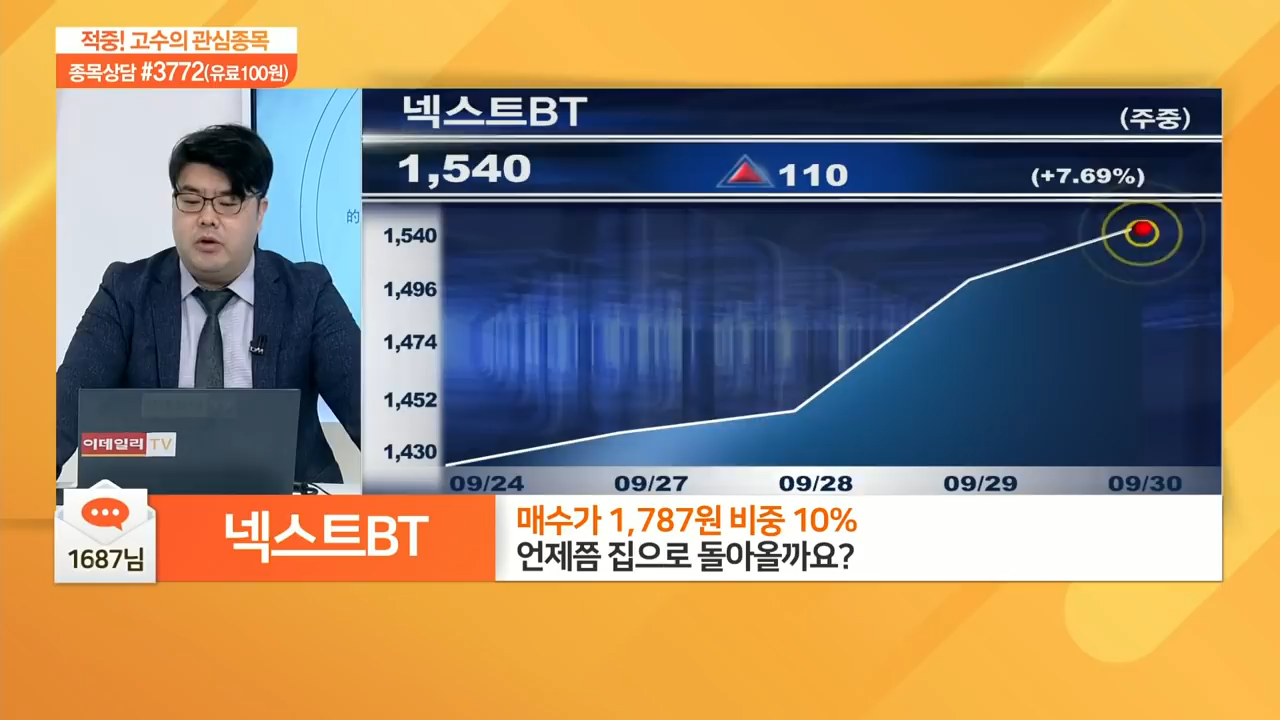 적중! 고수의 관심종목
종목상담 #3772(유료100원)
넥스트BT
(주중)
1,540
110
(+7.69%)
1,540
1,496
1,474
1,452
1,430
09/24
09/27
09/28
09/29
09/30
的
이데일리 TV
1687님
넥스트BT
매수가 1,787원 비중 10%
언제쯤 집으로 돌아올까요?